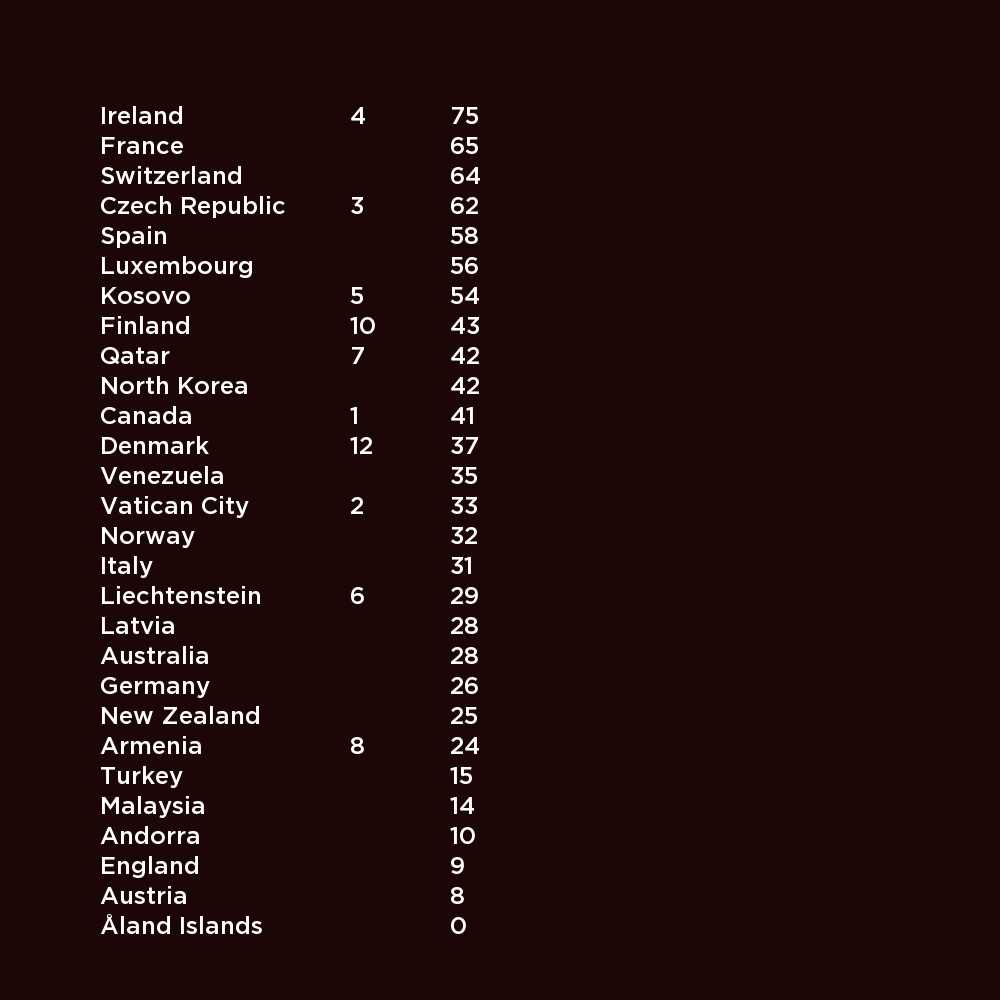 Ireland 4 75
France 65
Switzerland 64
Czech Republic 3 62
Spain 58
Luxembourg 56
Kosovo 5 54
Finland 10 43
Qatar 7 42
North Korea 42
Canada 1 41
Denmark 12 37
Venezuela 35
Vatican City 2 33
Norway 32
Italy 31
Liechtenstein 6 29
Latvia 28
Australia 28
Germany 26
New Zealand 25
Armenia 8 24
Turkey 15
Malaysia 14
Andorra 10
England 9
Austria 8
Åland Islands 0